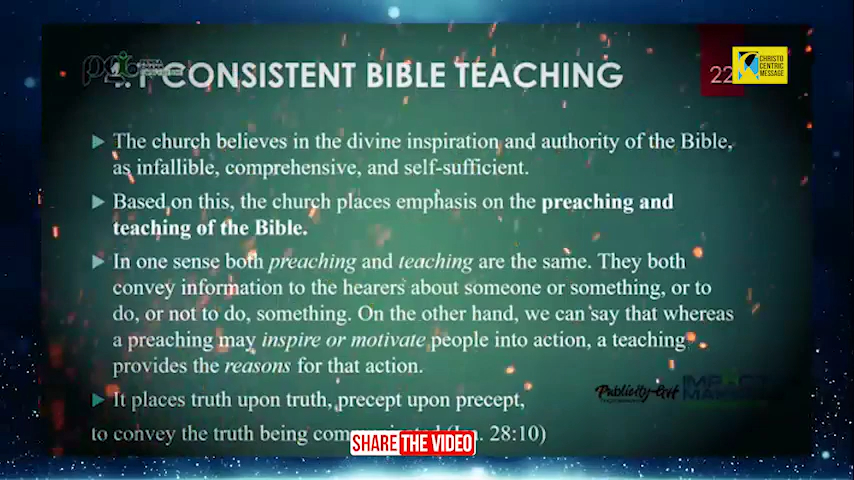 4.1 CONSISTENT BIBLE TEACHING
22
CHRISTO
CENTRIC
MESSAGE
► The church believes in the divine inspiration and authority of the Bible,
as infallible, comprehensive, and self-sufficient.
► Based on this, the church places emphasis on the preaching and
teaching of the Bible.
► In one sense both preaching and teaching are the same. They both
convey information to the hearers about someone or something, or to
do, or not to do, something. On the other hand, we can say that whereas
a preaching may inspire or motivate people into action, a teaching
provides the reasons for that action.
► It places truth upon truth, precept upon precept,
to convey the truth being 28:10)
SHARE THE VIDEO
Publicity
IMPACT